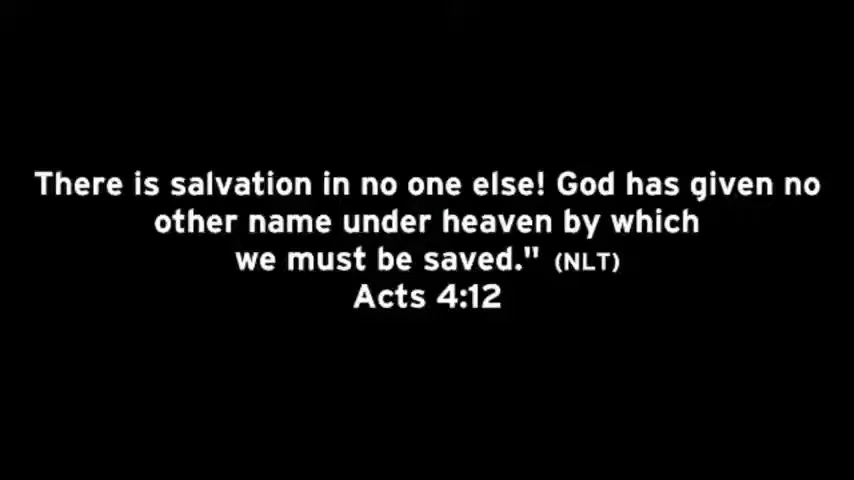 There is salvation in no one else! God has given no
other name under heaven by which
we must be saved." (NLT)
Acts 4:12